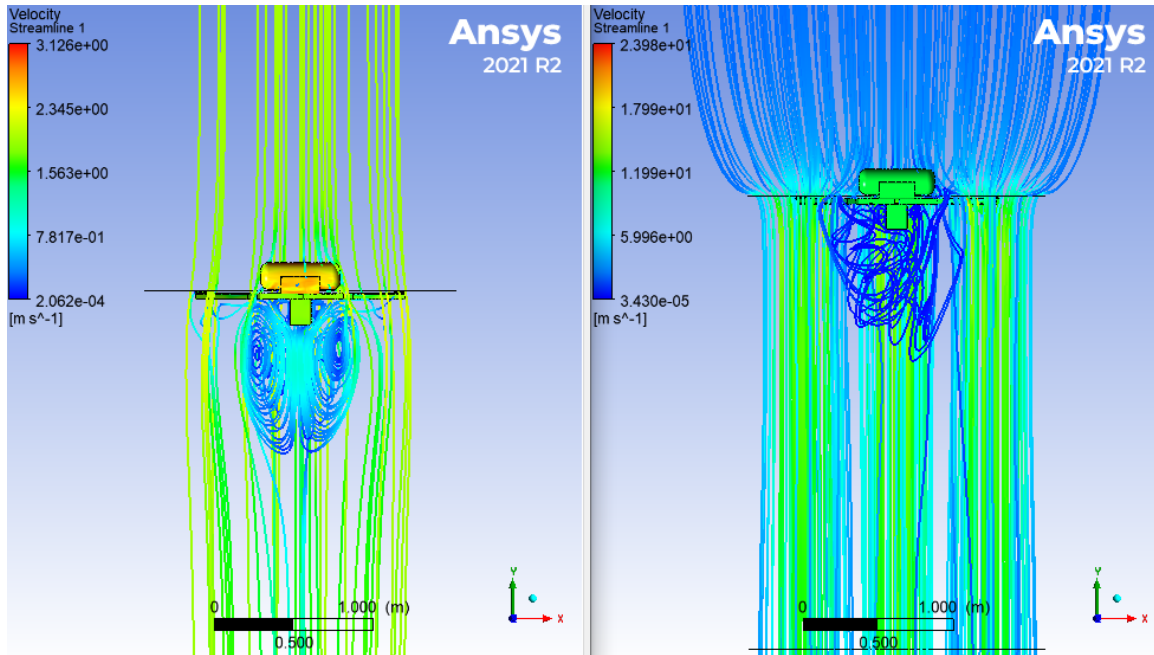 Velocity
Streamline 1
3.126e+00
2.345e+00
1.563e+00
7.817e-01
2.062e-04
[m s^-1]
Ansys
2021 R2
0
1.000
(m)
0.500
Y
X
Velocity
Streamline 1
2.398e+01
1.799e+01
1.199e+01
5.996e+00
3.430e-05
[m s^-1]
Ansys
2021 R2
0
1.000
(m)
0.500
Y
X